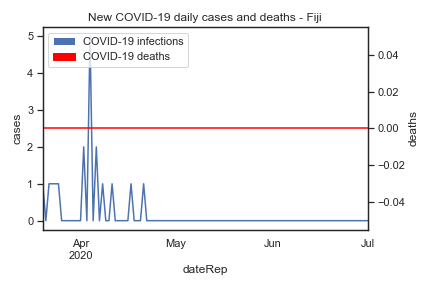 New COVID-19 daily cases and deaths - Fiji
COVID-19 infections
COVID-19 deaths
5
4
3
2
1
0
cases
0.04
0.02
0.00
−0.02
−0.04
deaths
Apr
2020
May
Jun
Jul
dateRep